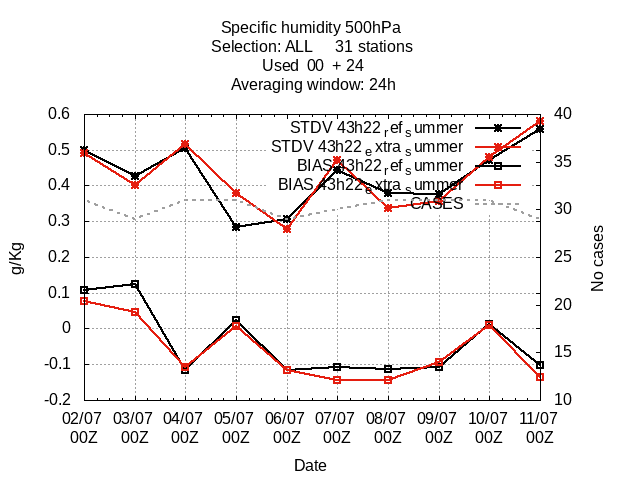 Specific humidity 500hPa
Selection: ALL     31 stations
Used  00  + 24
Averaging window: 24h
STDV 43h22refsummer
STDV 43h22extrasummer
BIAS 43h22refsummer
BIAS 43h22extrasummer
CASES
0.6
0.5
0.4
0.3
0.2
0.1
0
-0.1
-0.2
g/Kg
40
35
30
25
20
15
10
No cases
02/07 03/07 04/07 05/07 06/07 07/07 08/07 09/07 10/07 11/07
00Z 00Z 00Z 00Z 00Z 00Z 00Z 00Z 00Z 00Z
Date